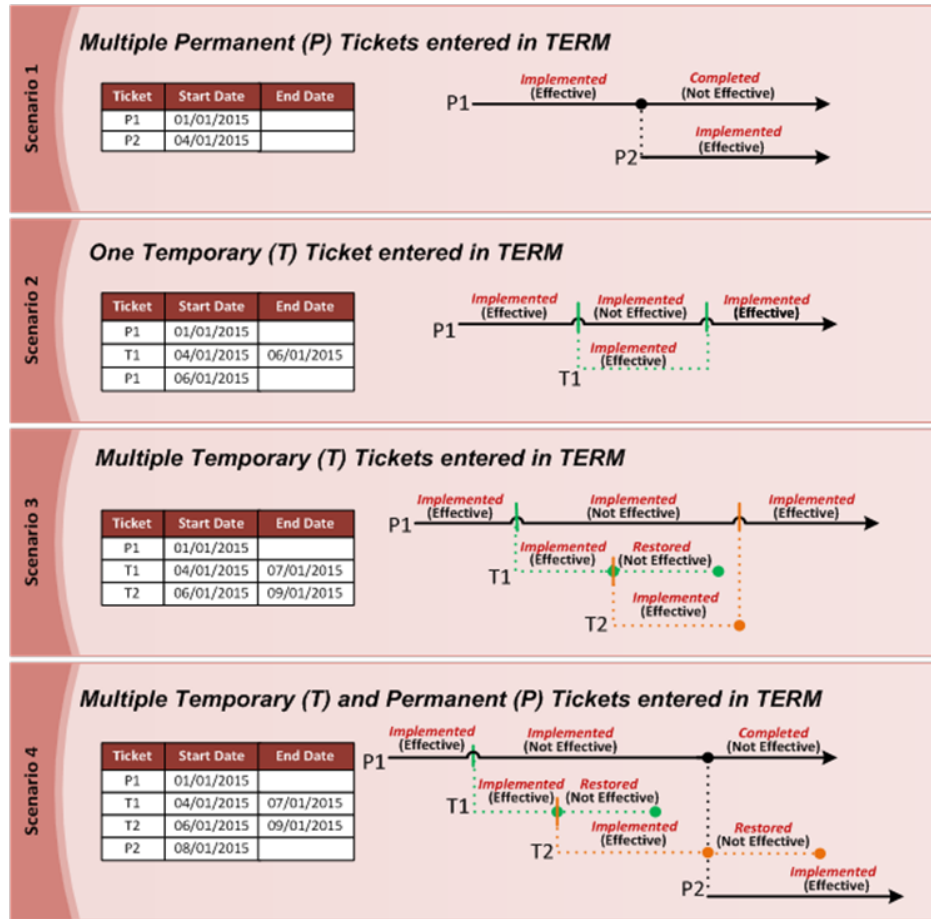 Scenario 1
Multiple Permanent (P) Tickets entered in TERM
Ticket Start Date End Date
P1 01/01/2015
P2 04/01/2015
Implemented
(Effective)
Completed
(Not Effective)
P1
Implemented
(Effective)
P2
Scenario 2
One Temporary (T) Ticket entered in TERM
Ticket Start Date End Date
P1 01/01/2015
T1 04/01/2015 06/01/2015
P1 06/01/2015
Implemented
(Effective)
Implemented
(Not Effective)
Implemented
(Effective)
P1
Implemented
(Effective)
T1
Scenario 3
Multiple Temporary (T) Tickets entered in TERM
Ticket Start Date End Date
P1 01/01/2015
T1 04/01/2015 07/01/2015
T2 06/01/2015 09/01/2015
Implemented
(Effective)
Implemented
(Not Effective)
Implemented
(Effective)
P1
Implemented
(Effective)
Restored
(Not Effective)
T1
Implemented
(Effective)
T2
Scenario 4
Multiple Temporary (T) and Permanent (P) Tickets entered in TERM
Ticket Start Date End Date
P1 01/01/2015
T1 04/01/2015 07/01/2015
T2 06/01/2015 09/01/2015
P2 08/01/2015
Implemented
(Effective)
Implemented
(Not Effective)
Completed
(Not Effective)
P1
Implemented
(Effective)
Restored
(Not Effective)
T1
Implemented
(Effective)
Restored
(Not Effective)
T2
Implemented
(Effective)
P2